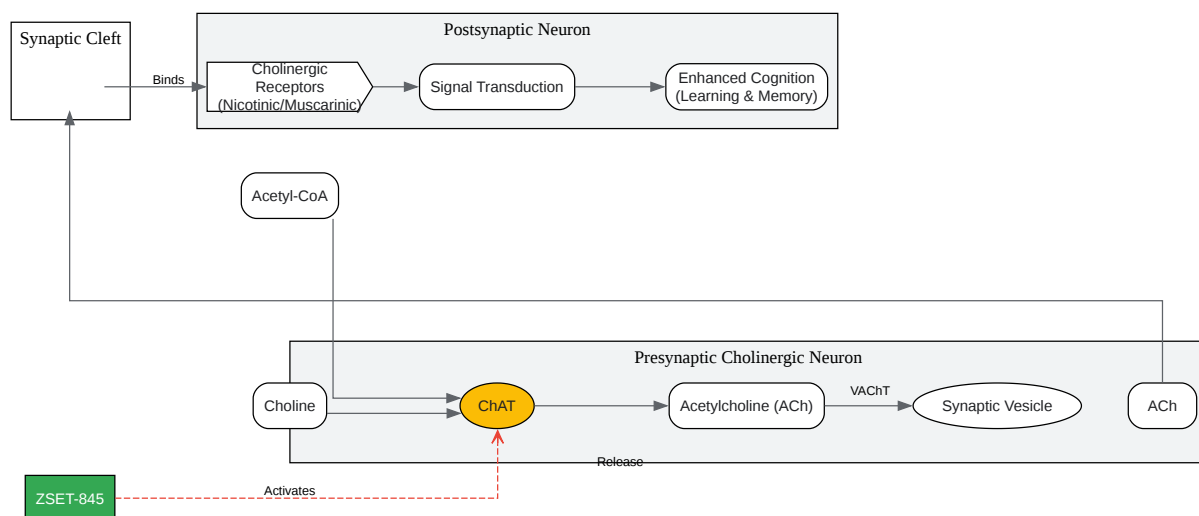 Synaptic Cleft
Postsynaptic Neuron
Binds
Cholinergic
Receptors
(Nicotinic/Muscarinic)
Signal Transduction
Enhanced Cognition
(Learning & Memory)
Acetyl-CoA
Presynaptic Cholinergic Neuron
Choline
ChAT
Acetylcholine (ACh)
VAChT
Synaptic Vesicle
ACh
Release
ZSET-845
Activates